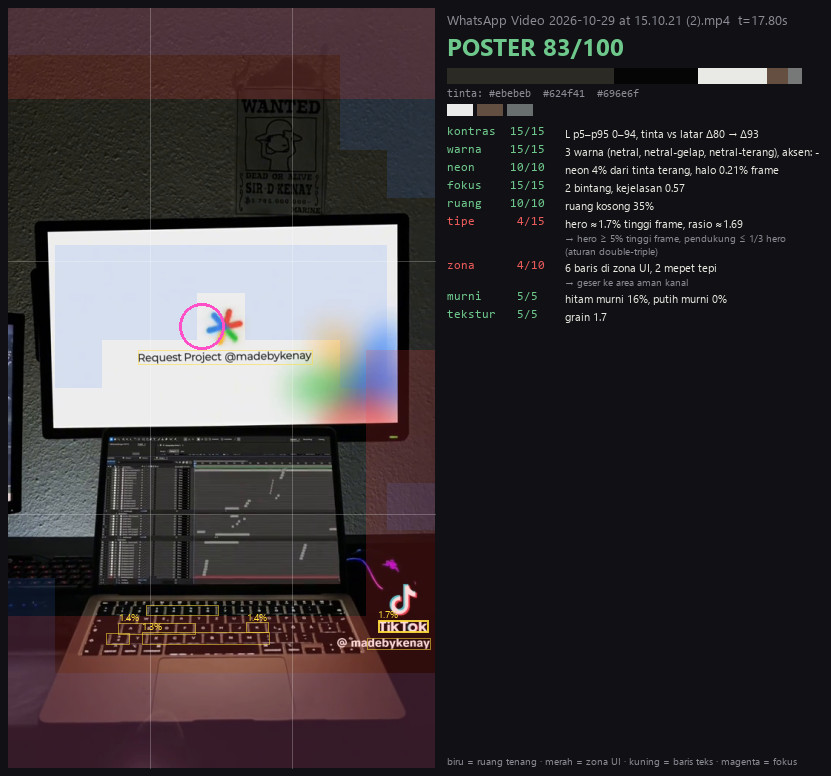 WhatsApp Video 2026-10-29 at 15.10.21 (2).mp4 t=17.80s
POSTER 83/100
tinta: #ebebeb #624f41 #696e6f
kontras 15/15 L p5–p95 0–94, tinta vs latar Δ80 → Δ93
warna 15/15 3 warna (netral, netral-gelap, netral-terang), aksen: -
neon 10/10 neon 4% dari tinta terang, halo 0.21% frame
fokus 15/15 2 bintang, kejelasan 0.57
ruang 10/10 ruang kosong 35%
tipe 4/15 hero ≈1.7% tinggi frame, rasio ≈1.69
→ hero ≥ 5% tinggi frame, pendukung ≤ 1/3 hero
(aturan double-triple)
zona 4/10 6 baris di zona UI, 2 mepet tepi
→ geser ke area aman kanal
murni 5/5 hitam murni 16%, putih murni 0%
tekstur 5/5 grain 1.7
WANTED
DEAD OR ALIVE
SIR D KENAY
MARINE
Request Project @madebykenay
1.4%
1.3%
1.4%
1.7%
TikTok
@ madebykenay
biru = ruang tenang · merah = zona UI · kuning = baris teks · magenta = fokus